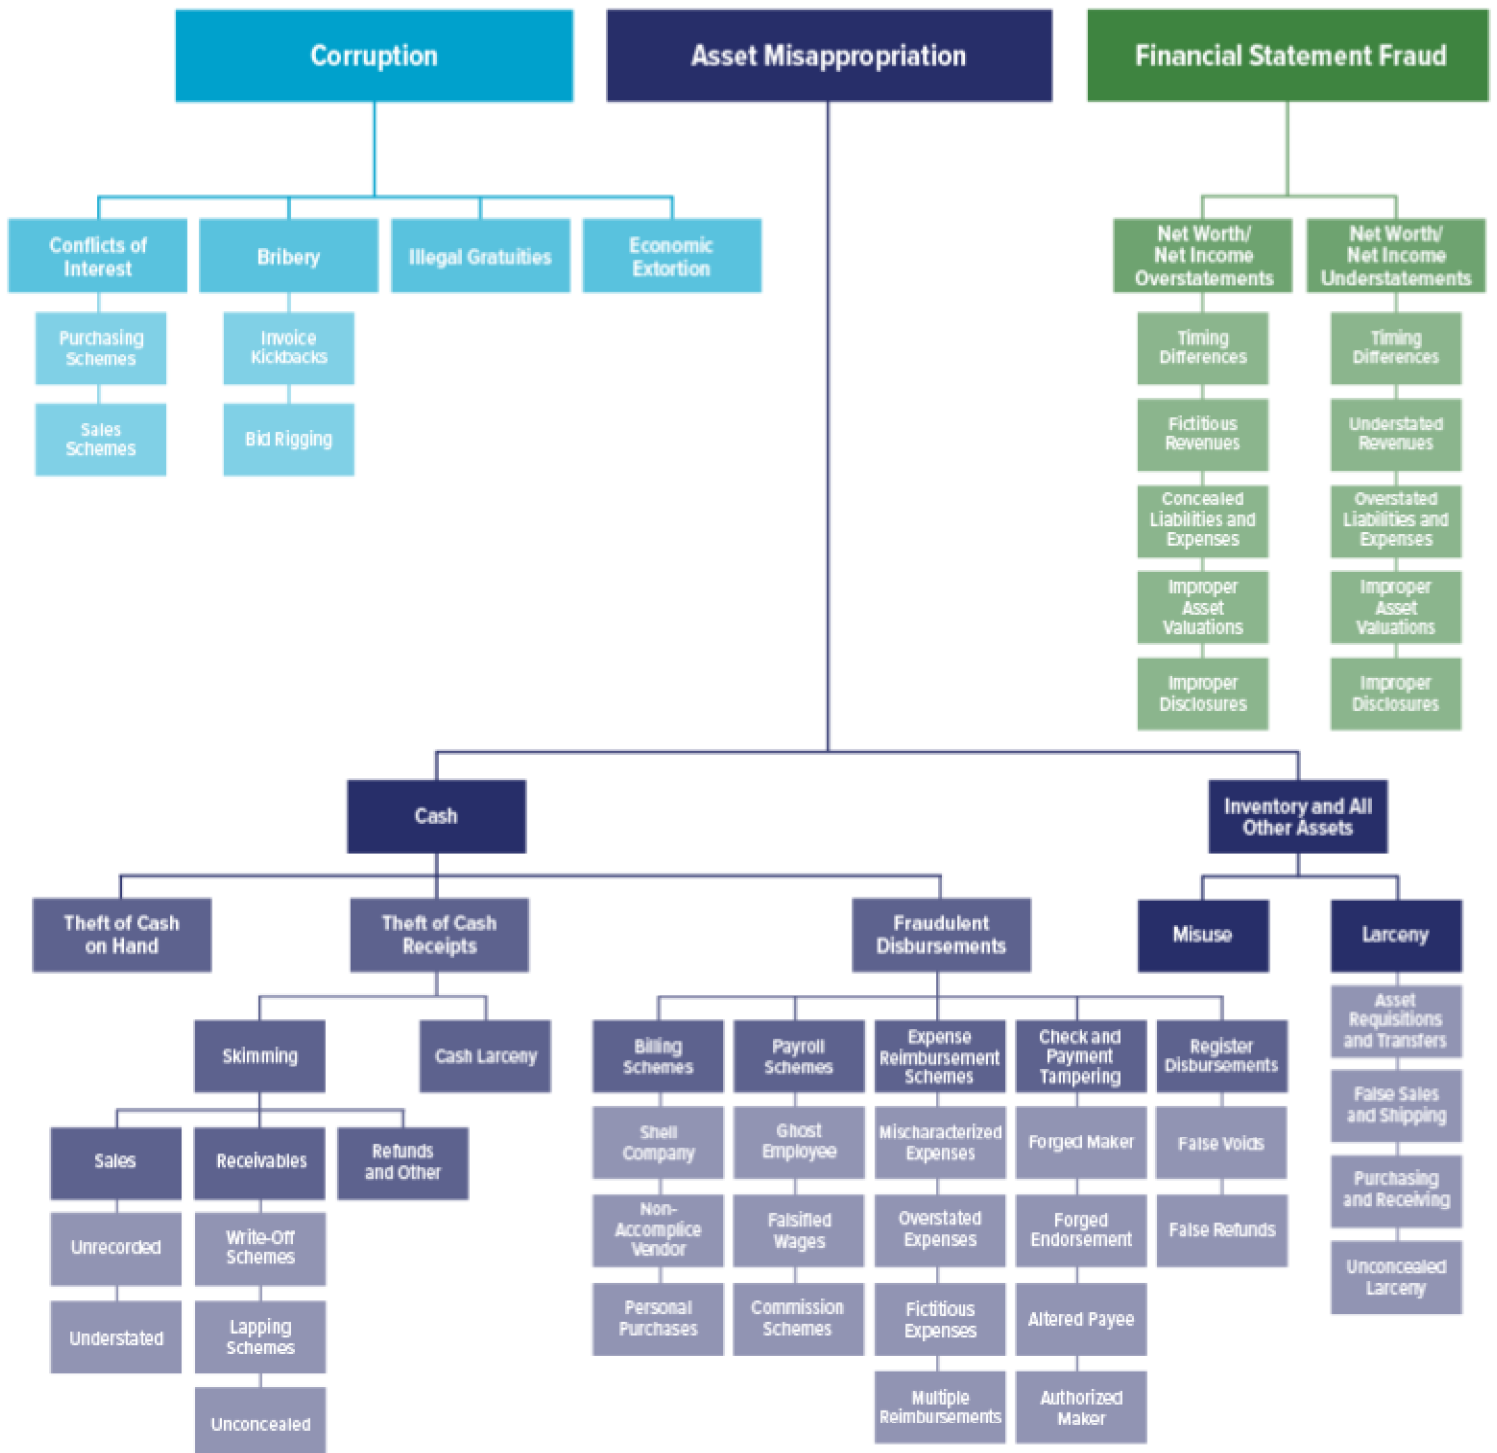 Corruption
Asset Misappropriation
Financial Statement Fraud
Conflicts of
Interest
Bribery
Illegal Gratuities
Economic
Extortion
Purchasing
Schemes
Sales
Schemes
Invoice
Kickbacks
Bid Rigging
Net Worth/
Net Income
Overstatements
Timing
Differences
Fictitious
Revenues
Concealed
Liabilities and
Expenses
Improper
Asset
Valuations
Improper
Disclosures
Net Worth/
Net Income
Understatements
Timing
Differences
Understated
Revenues
Overstated
Liabilities and
Expenses
Improper
Asset
Valuations
Improper
Disclosures
Cash
Inventory and All
Other Assets
Theft of Cash
on Hand
Theft of Cash
Receipts
Fraudulent
Disbursements
Misuse
Larceny
Skimming
Cash Larceny
Sales
Unrecorded
Understated
Receivables
Write-Off
Schemes
Lapping
Schemes
Unconcealed
Refunds
and Other
Billing
Schemes
Shell
Company
Non-
Accomplice
Vendor
Personal
Purchases
Payroll
Schemes
Ghost
Employee
Falsified
Wages
Commission
Schemes
Expense
Reimbursement
Schemes
Mischaracterized
Expenses
Overstated
Expenses
Fictitious
Expenses
Multiple
Reimbursements
Check and
Payment
Tampering
Forged Maker
Forged
Endorsement
Altered Payee
Authorized
Maker
Register
Disbursements
False Voids
False Refunds
Asset
Requisitions
and Transfers
False Sales
and Shipping
Purchasing
and Receiving
Unconcealed
Larceny